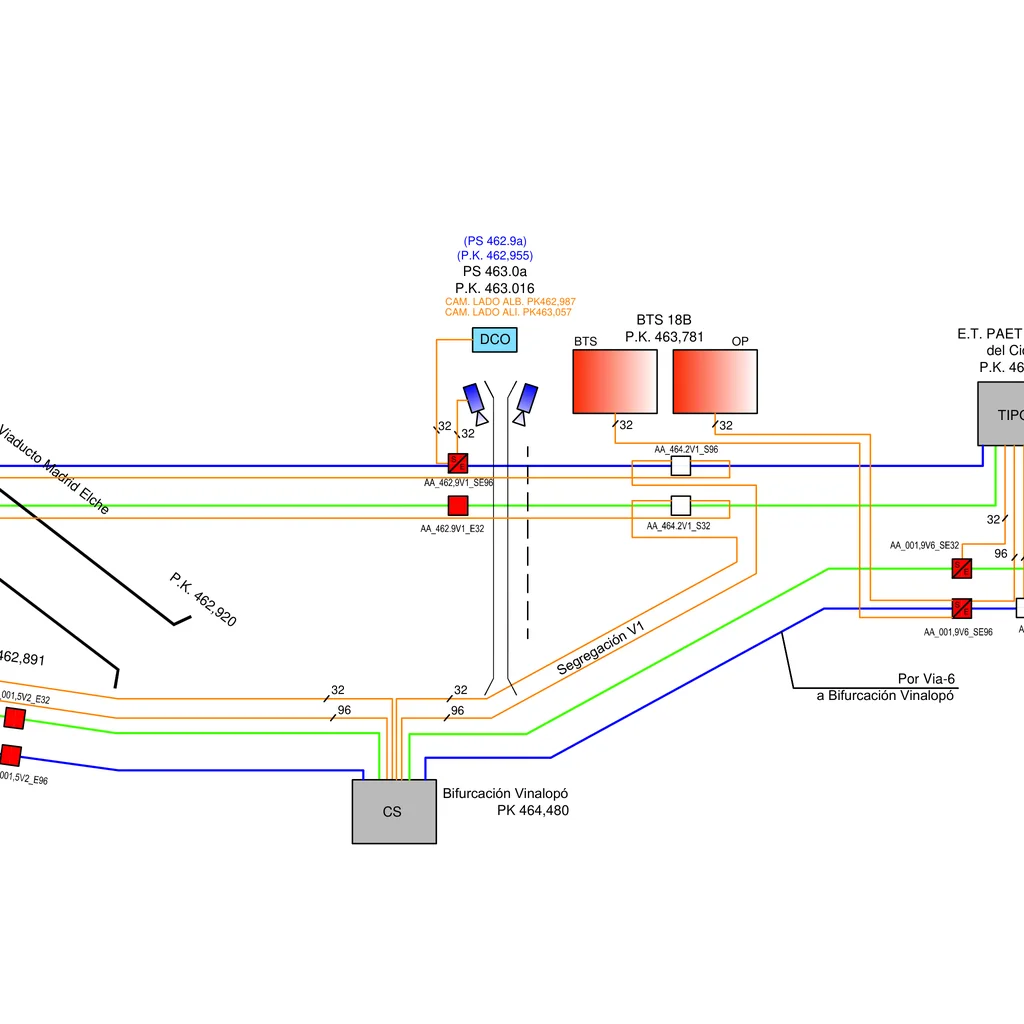 (PS 462.9a)
(P.K. 462,955)
PS 463.0a
P.K. 463.016
CAM. LADO ALB. PK462,987
CAM. LADO ALI. PK463,057
DCO
BTS 18B
P.K. 463,781
BTS
OP
E.T. PAET
P.K. 46
TIPO
32
32
32
32
Viaducto Madrid Elche
AA_462,9V1_SE96
AA_464.2V1_S96
AA_462.9V1_E32
AA_464.2V1_S32
32
96
AA_001,9V6_SE32
AA_001,9V6_SE96
P.K. 462,920
462,891
001,5V2_E32
001,5V2_E96
32
96
32
96
Segregación V1
Por Via-6
a Bifurcación Vinalopó
CS
Bifurcación Vinalopó
PK 464,480